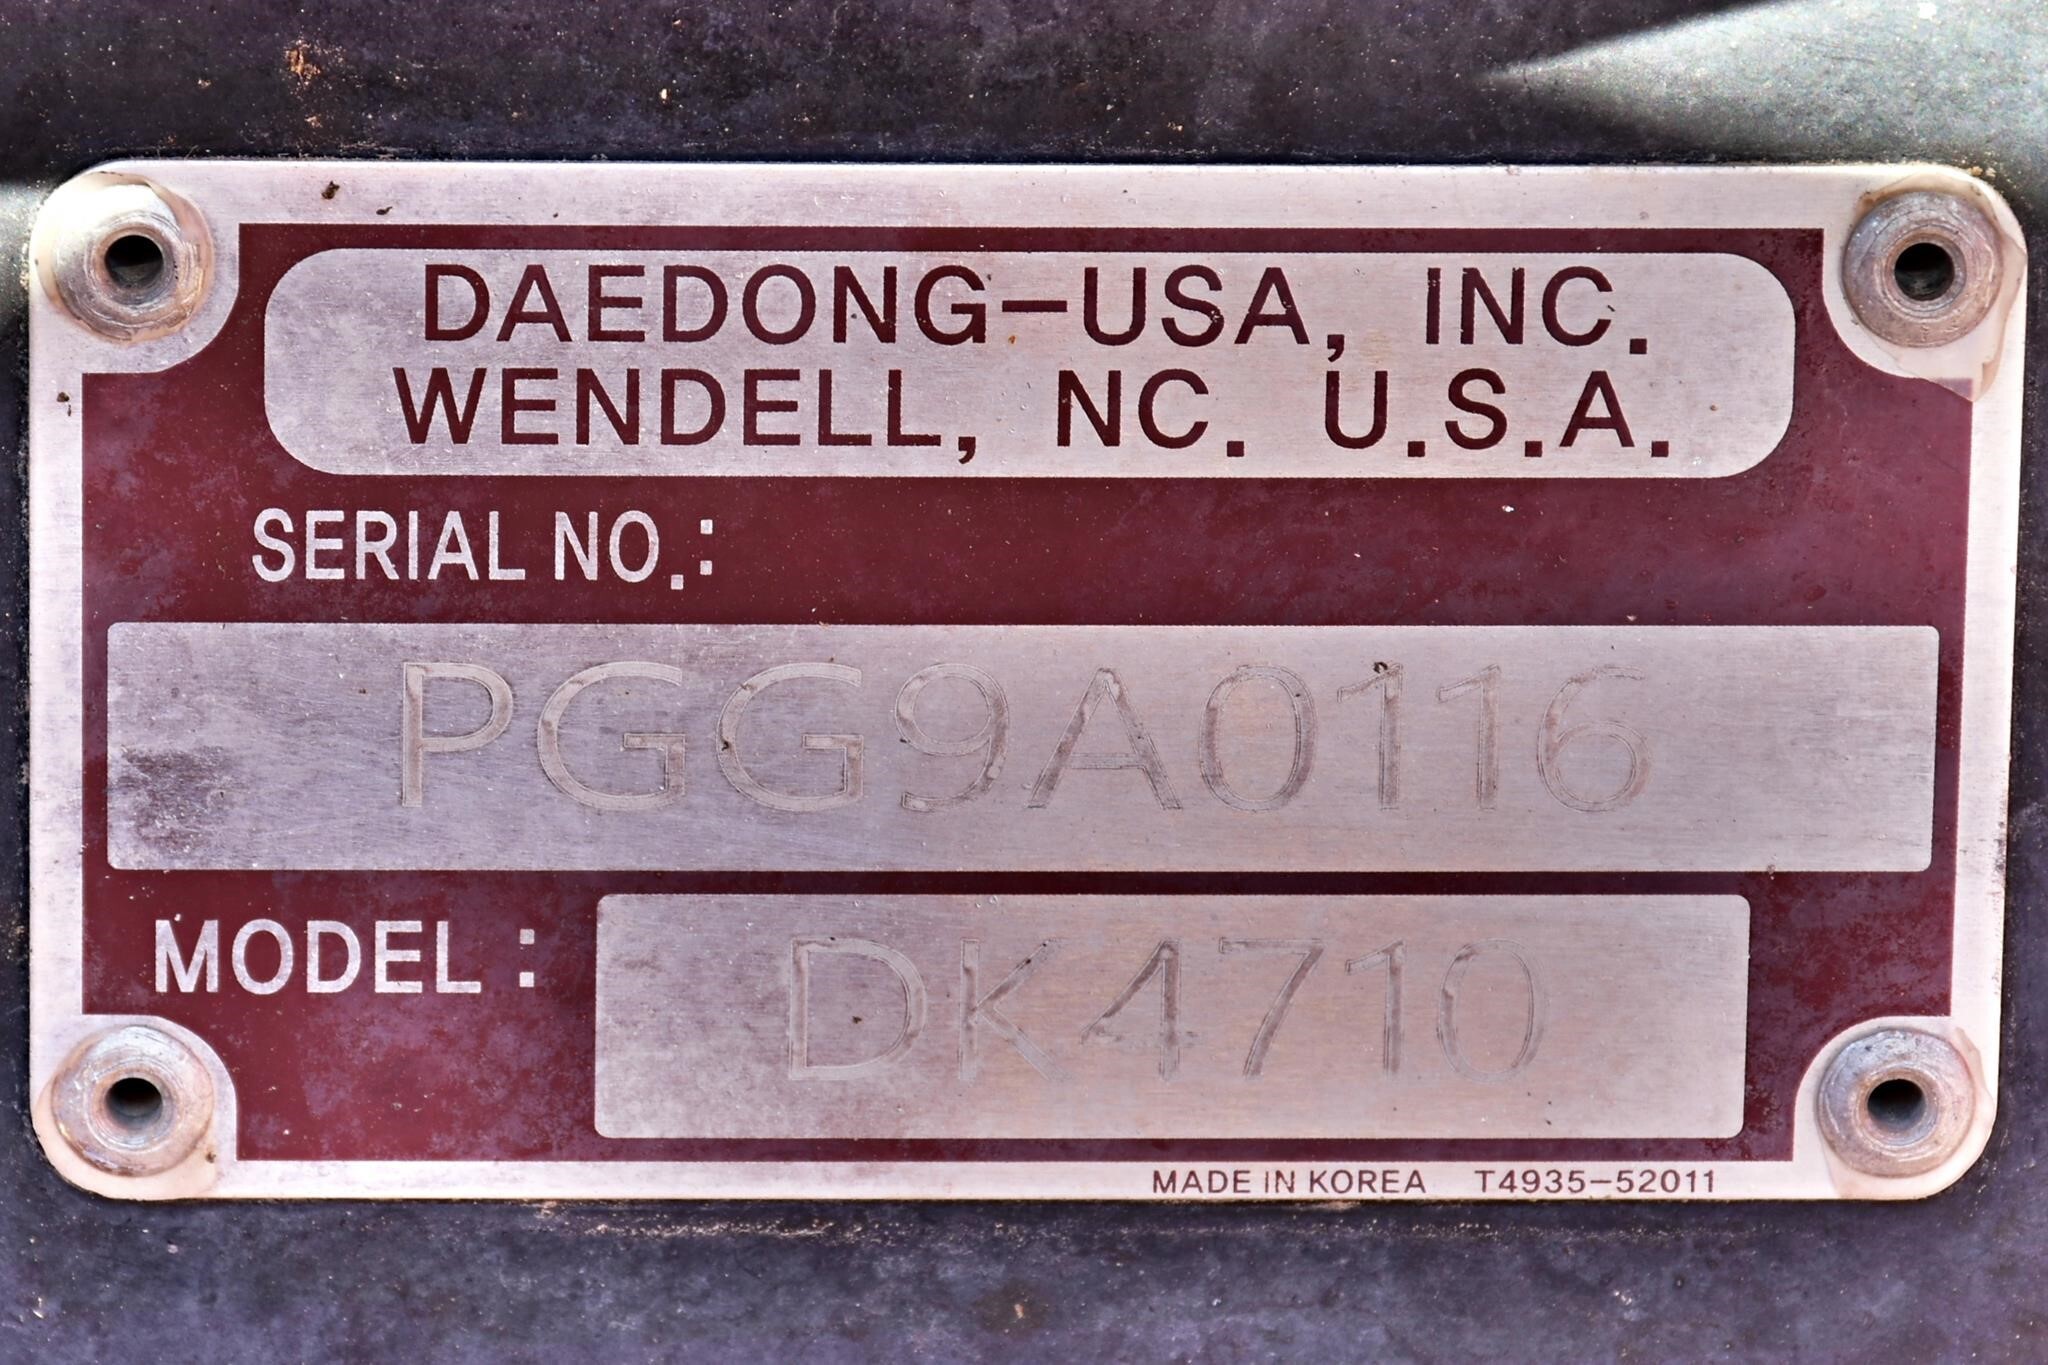 DAEDONG-USA, INC.
WENDELL, NC. U.S.A.
SERIAL NO.:
PGG9A0116
MODEL: DK4710
MADE IN KOREA T4935-52011